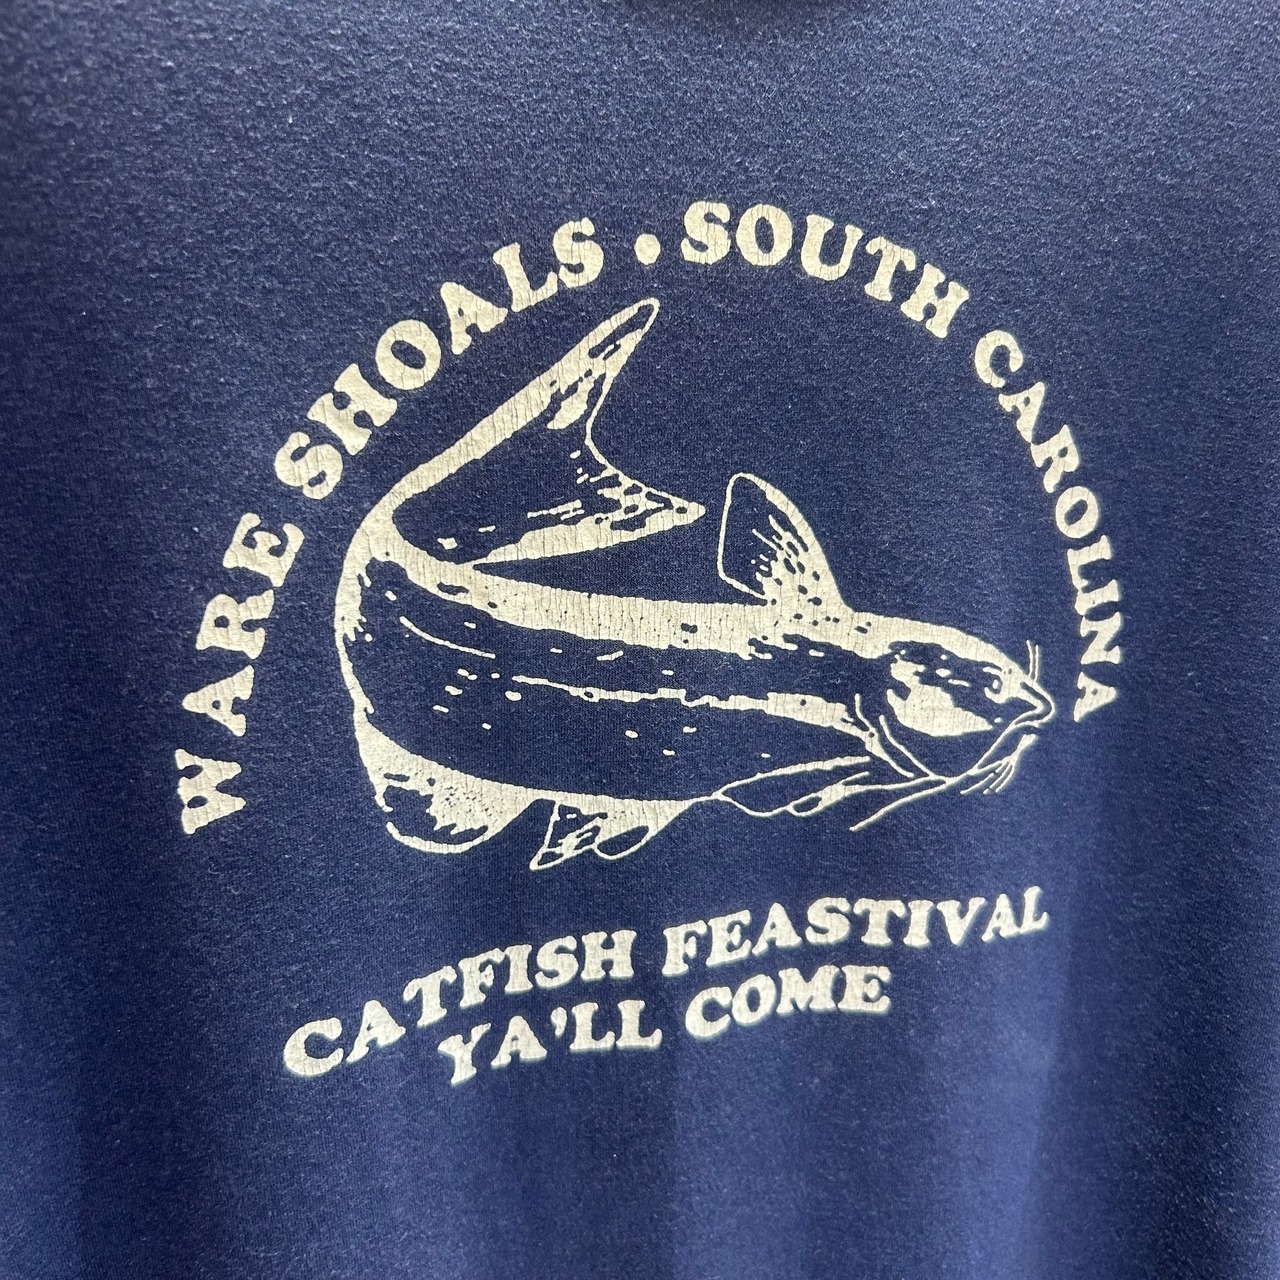 WARE SHOALS • SOUTH CAROLINA
CATFISH FEASTIVAL
YA'LL COME